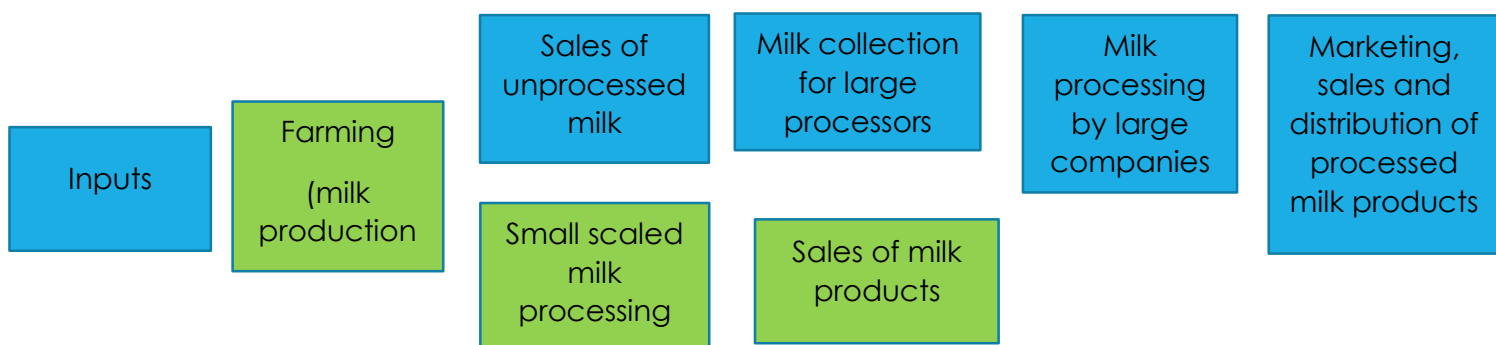 Inputs
Farming
(milk
production
Sales of
unprocessed
milk
Small scaled
milk
processing
Milk collection
for large
processors
Sales of milk
products
Milk
processing
by large
companies
Marketing,
sales and
distribution of
processed
milk products